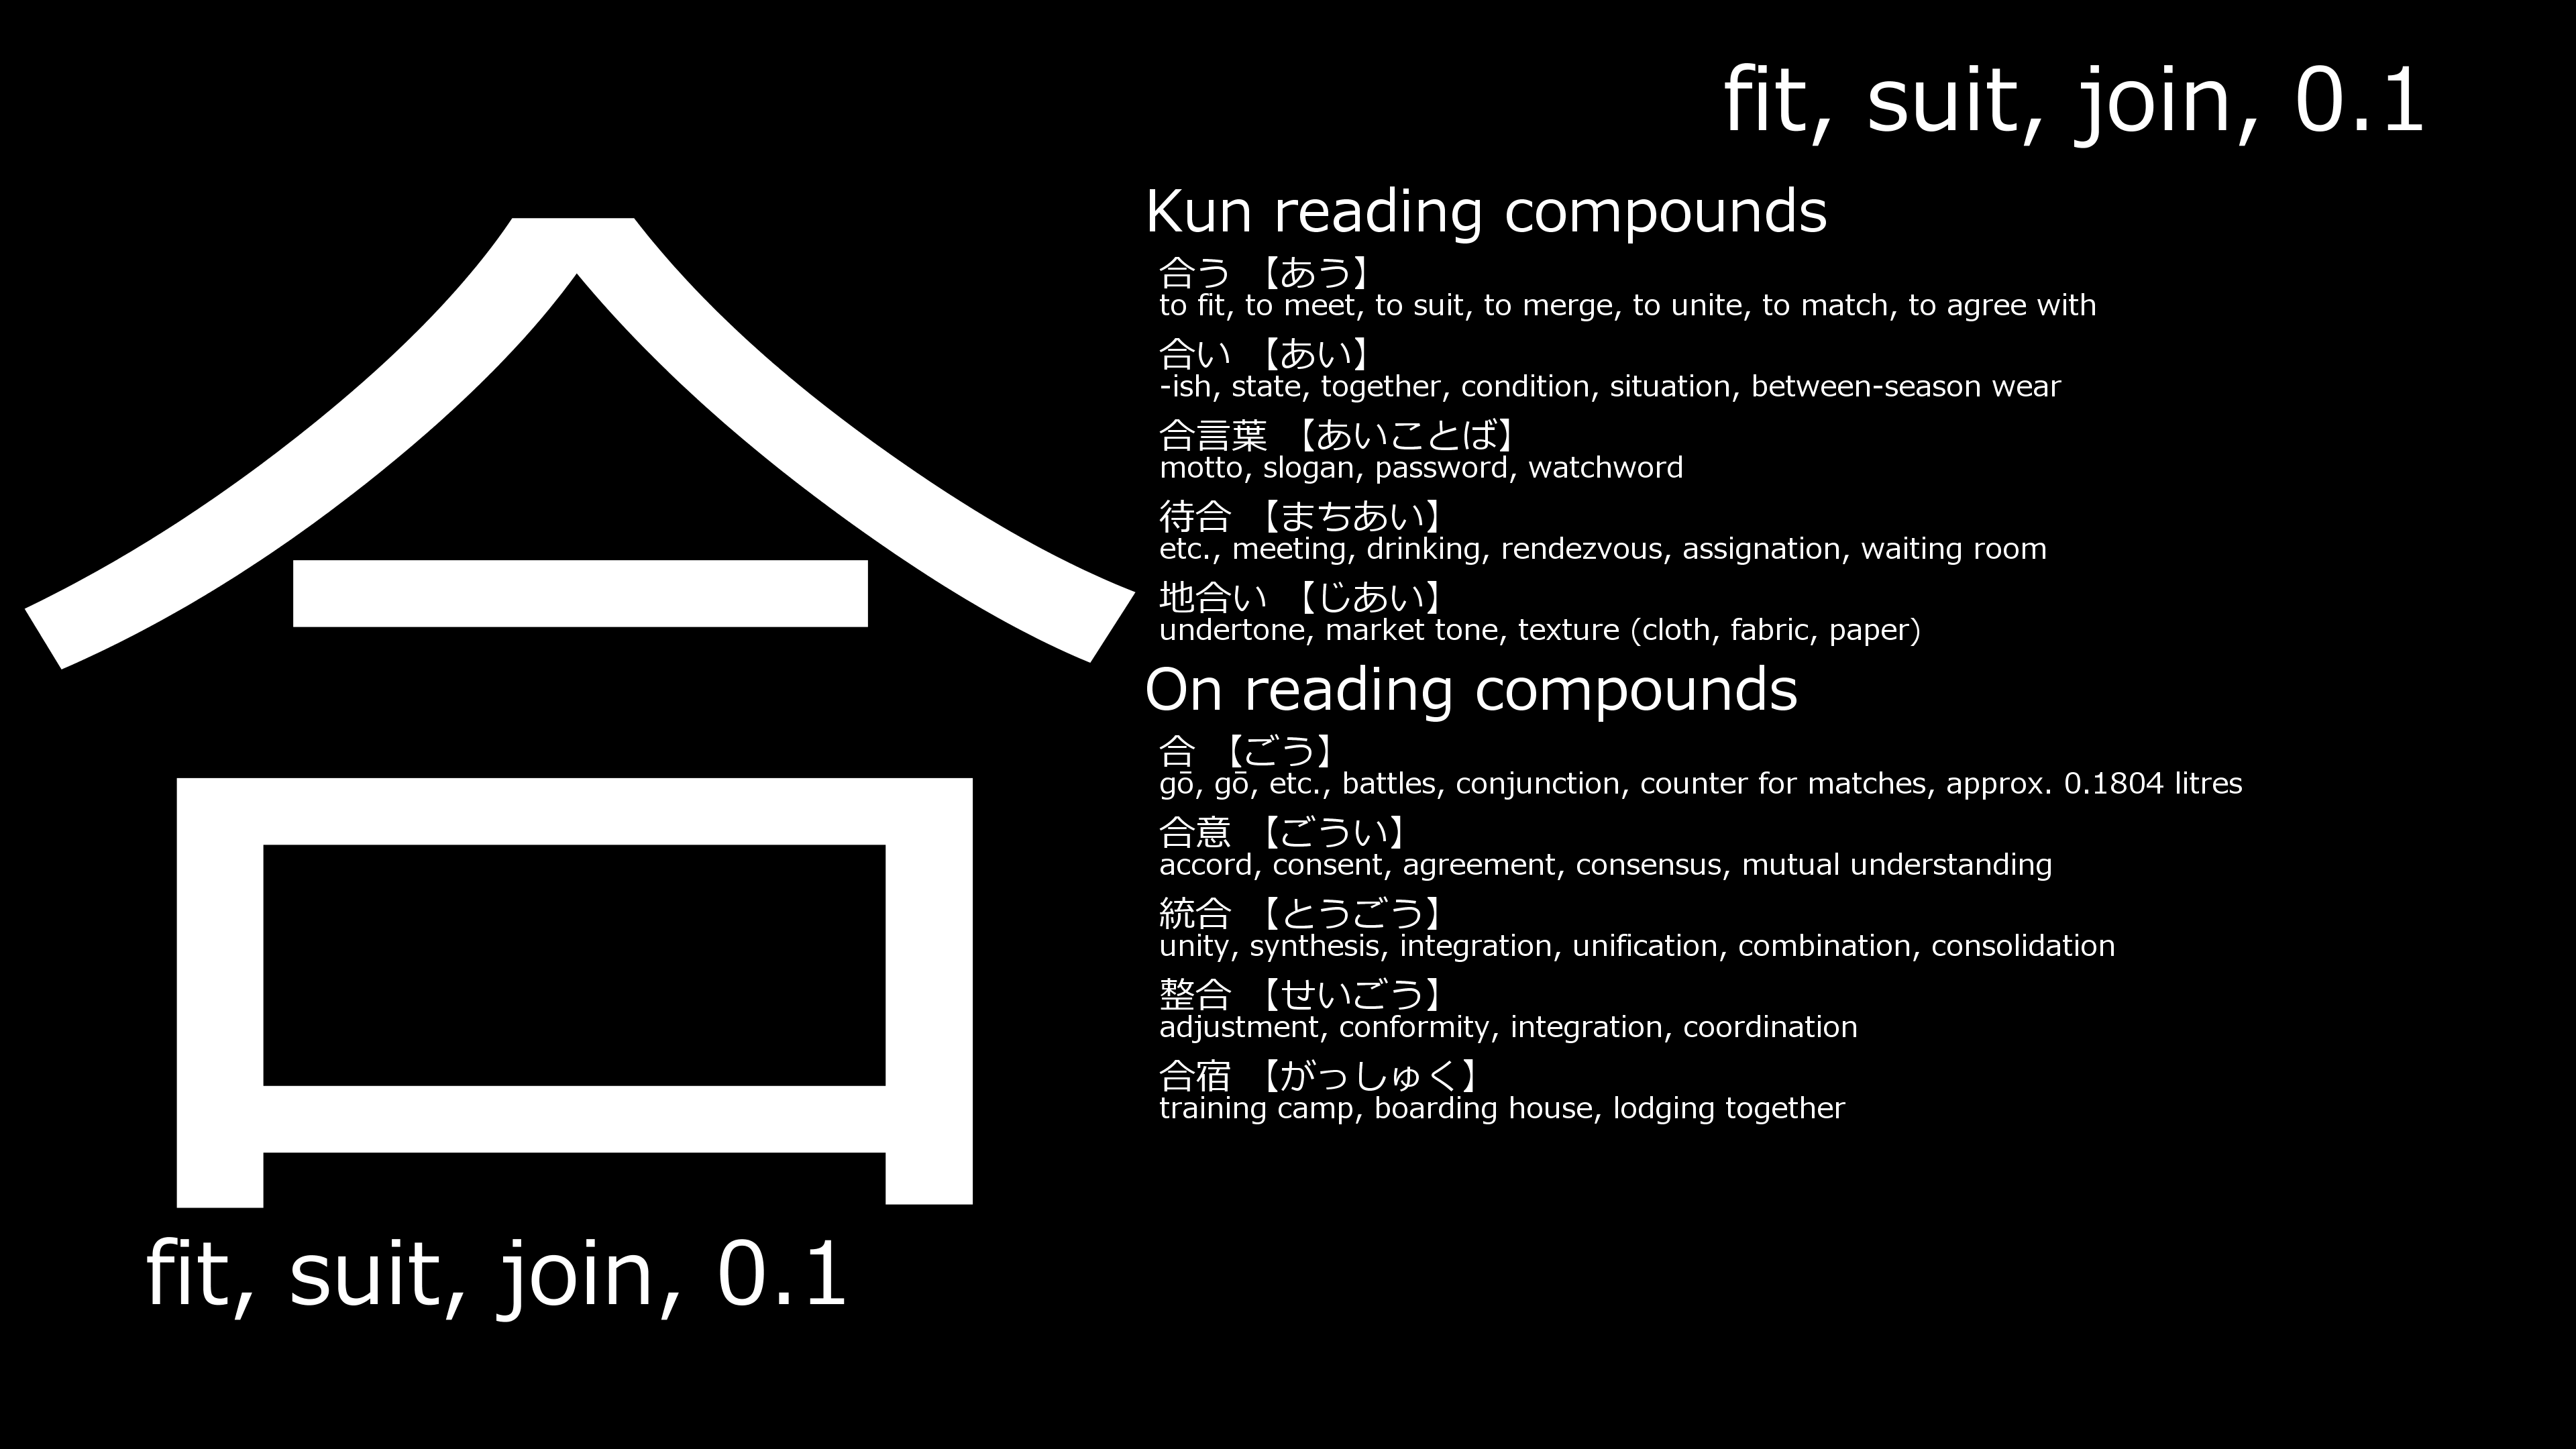 fit, suit, join, 0.1
合
fit, suit, join, 0.1
Kun reading compounds
合う 【あう】
to fit, to meet, to suit, to merge, to unite, to match, to agree with
合い 【あい】
-ish, state, together, condition, situation, between-season wear
合言葉 【あいことば】
motto, slogan, password, watchword
待合 【まちあい】
etc., meeting, drinking, rendezvous, assignation, waiting room
地合い 【じあい】
undertone, market tone, texture (cloth, fabric, paper)
On reading compounds
合 【ごう】
gō, gō, etc., battles, conjunction, counter for matches, approx. 0.1804 litres
合意 【ごうい】
accord, consent, agreement, consensus, mutual understanding
統合 【とうごう】
unity, synthesis, integration, unification, combination, consolidation
整合 【せいごう】
adjustment, conformity, integration, coordination
合宿 【がっしゅく】
training camp, boarding house, lodging together